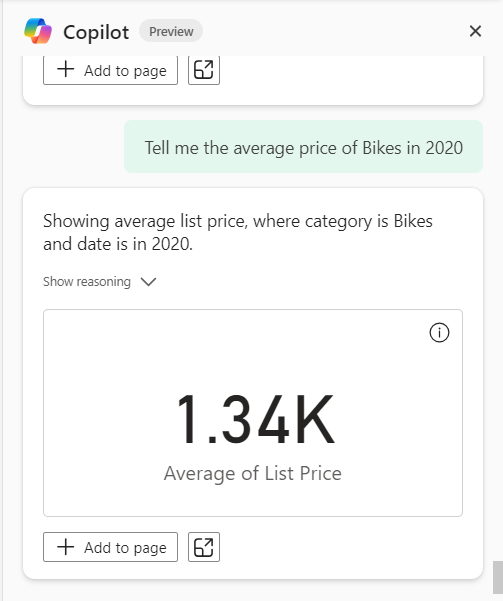 Copilot Preview
Add to page
Tell me the average price of Bikes in 2020
Showing average list price, where category is Bikes
and date is in 2020.
Show reasoning
1.34K
Average of List Price
Add to page